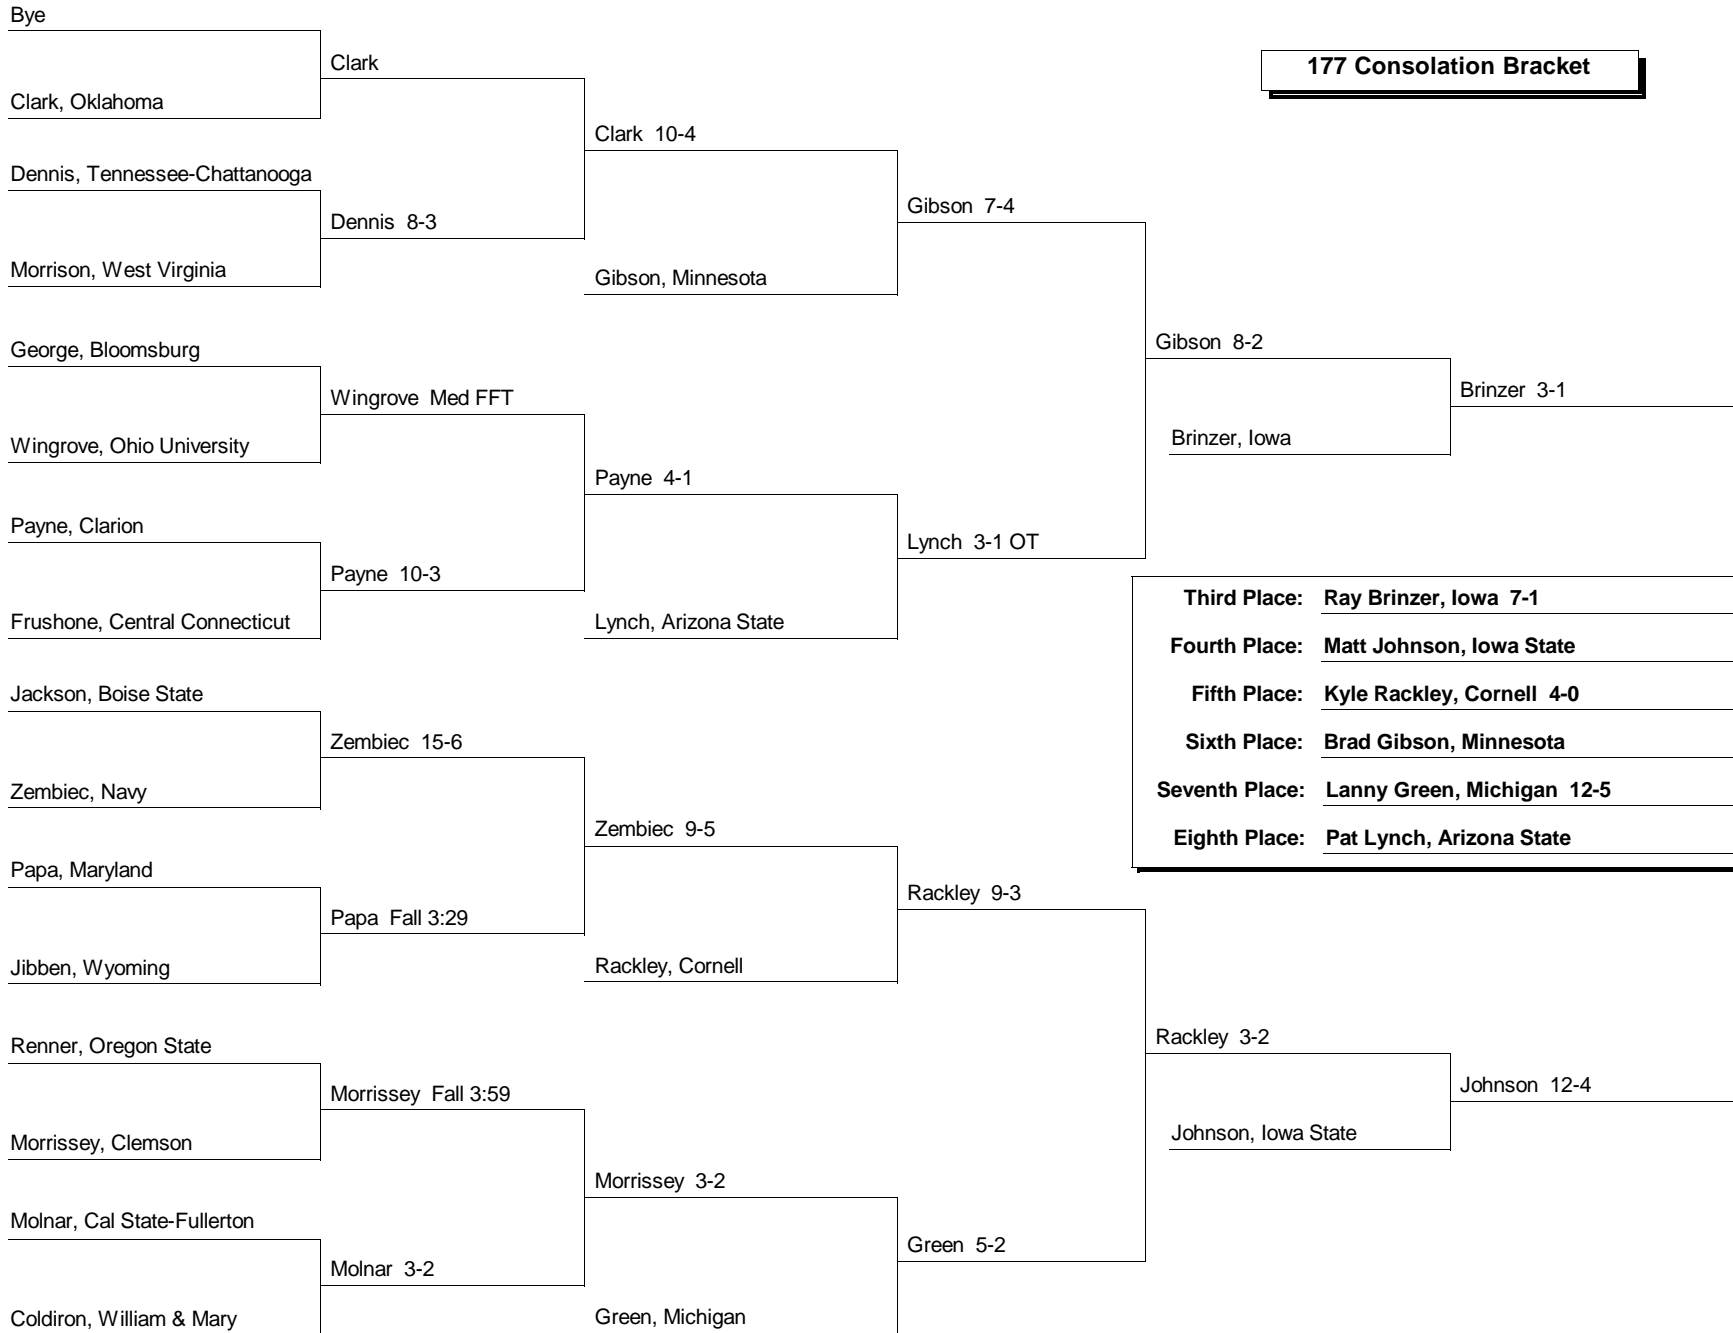 Bye
177 Consolation Bracket
Clark
Clark, Oklahoma
Clark 10-4
Dennis, Tennessee-Chattanooga
Dennis 8-3
Gibson 7-4
Morrison, West Virginia
Gibson, Minnesota
George, Bloomsburg
Gibson 8-2
Wingrove Med FFT
Brinzer 3-1
Wingrove, Ohio University
Brinzer, Iowa
Payne 4-1
Payne, Clarion
Lynch 3-1 OT
Payne 10-3
Frushone, Central Connecticut
Lynch, Arizona State
Third Place: Ray Brinzer, Iowa 7-1
Fourth Place: Matt Johnson, Iowa State
Fifth Place: Kyle Rackley, Cornell 4-0
Sixth Place: Brad Gibson, Minnesota
Seventh Place: Lanny Green, Michigan 12-5
Eighth Place: Pat Lynch, Arizona State
Jackson, Boise State
Zembiec 15-6
Zembiec, Navy
Zembiec 9-5
Papa, Maryland
Rackley 9-3
Papa Fall 3:29
Jibben, Wyoming
Rackley, Cornell
Renner, Oregon State
Rackley 3-2
Morrissey Fall 3:59
Johnson 12-4
Morrissey, Clemson
Johnson, Iowa State
Morrissey 3-2
Molnar, Cal State-Fullerton
Green 5-2
Molnar 3-2
Coldiron, William & Mary
Green, Michigan